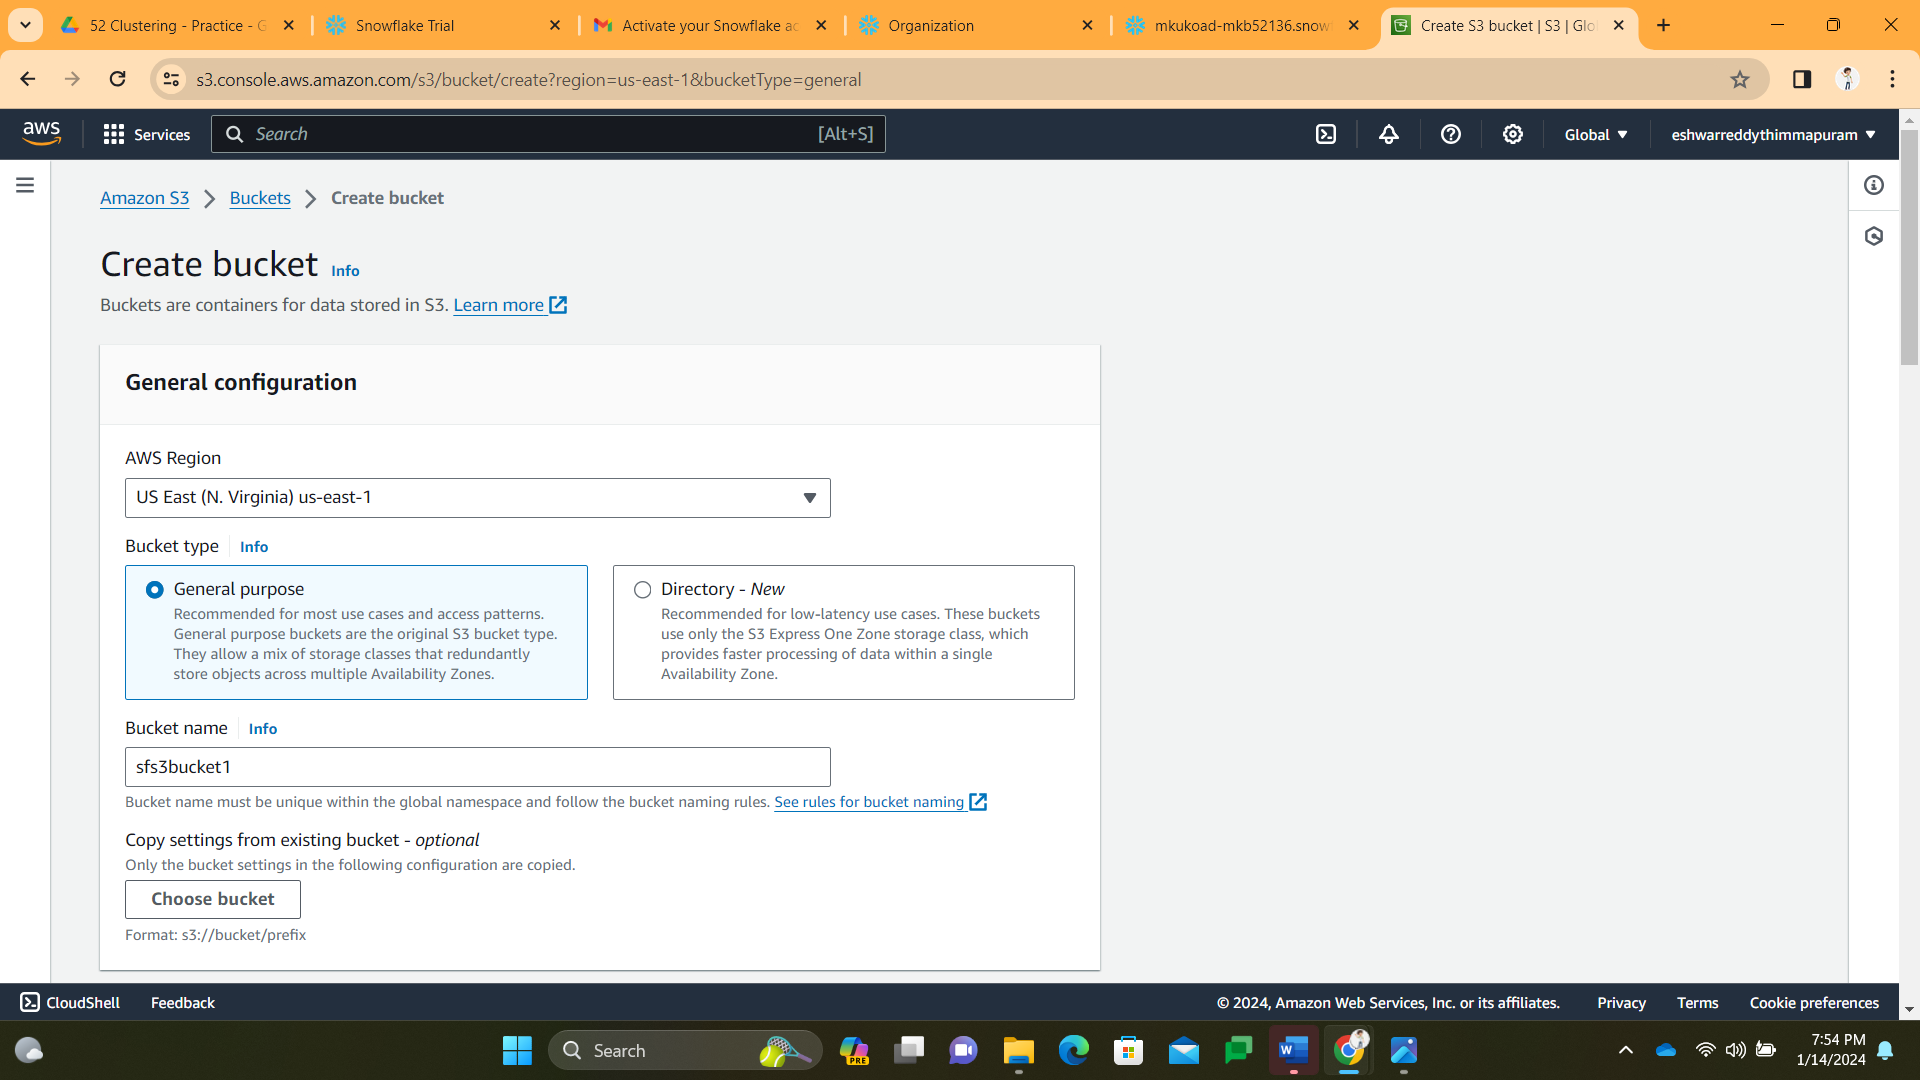 52 Clustering - Practice - G
Snowflake Trial
Activate your Snowflake ac
Organization
mkukoad-mkb52136.snow
Create S3 bucket | S3 | Glo
s3.console.aws.amazon.com/s3/bucket/create?region=us-east-1&bucketType=general
aws
Services
Search
[Alt+S]
Global
eshwarreddythimmapuram
Amazon S3
Buckets
Create bucket
Create bucket Info
Buckets are containers for data stored in S3. Learn more
General configuration
AWS Region
US East (N. Virginia) us-east-1
Bucket type
Info
General purpose
Recommended for most use cases and access patterns.
General purpose buckets are the original S3 bucket type.
They allow a mix of storage classes that redundantly
store objects across multiple Availability Zones.
Directory - New
Recommended for low-latency use cases. These buckets
use only the S3 Express One Zone storage class, which
provides faster processing of data within a single
Availability Zone.
Bucket name
Info
sfs3bucket1
Bucket name must be unique within the global namespace and follow the bucket naming rules. See rules for bucket naming
Copy settings from existing bucket - optional
Only the bucket settings in the following configuration are copied.
Choose bucket
Format: s3://bucket/prefix
CloudShell
Feedback
© 2024, Amazon Web Services, Inc. or its affiliates.
Privacy
Terms
Cookie preferences
Search
PRE
W
7:54 PM
1/14/2024